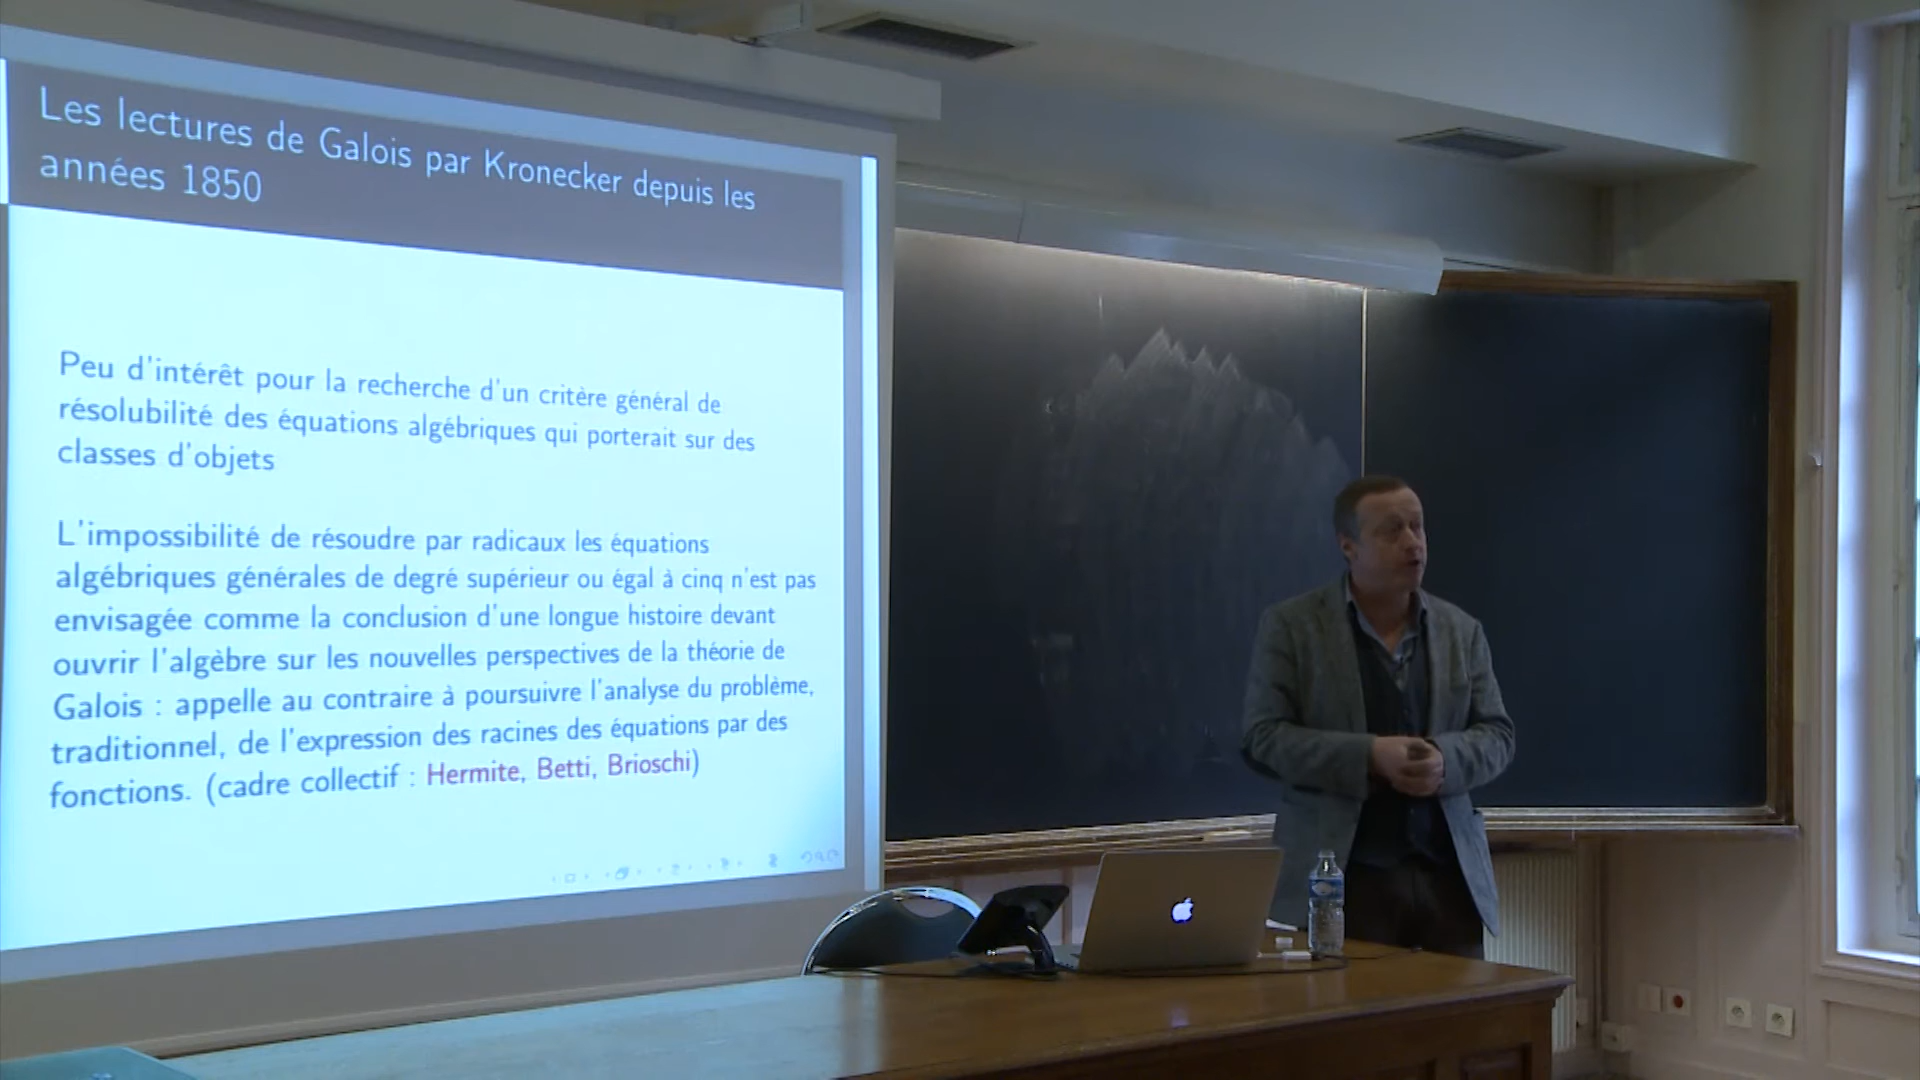 Les lectures de Galois par Kronecker depuis les
années 1850
Peu d'intérêt pour la recherche d'un critère général de
résolubilité des équations algébriques qui porterait sur des
classes d'objets
L'impossibilité de résoudre par radicaux les équations
algébriques générales de degré supérieur ou égal à cinq n'est pas
envisagée comme la conclusion d'une longue histoire devant
ouvrir l'algèbre sur les nouvelles perspectives de la théorie de
Galois : appelle au contraire à poursuivre l'analyse du problème,
traditionnel, de l'expression des racines des équations par des
fonctions. (cadre collectif : Hermite, Betti, Brioschi)